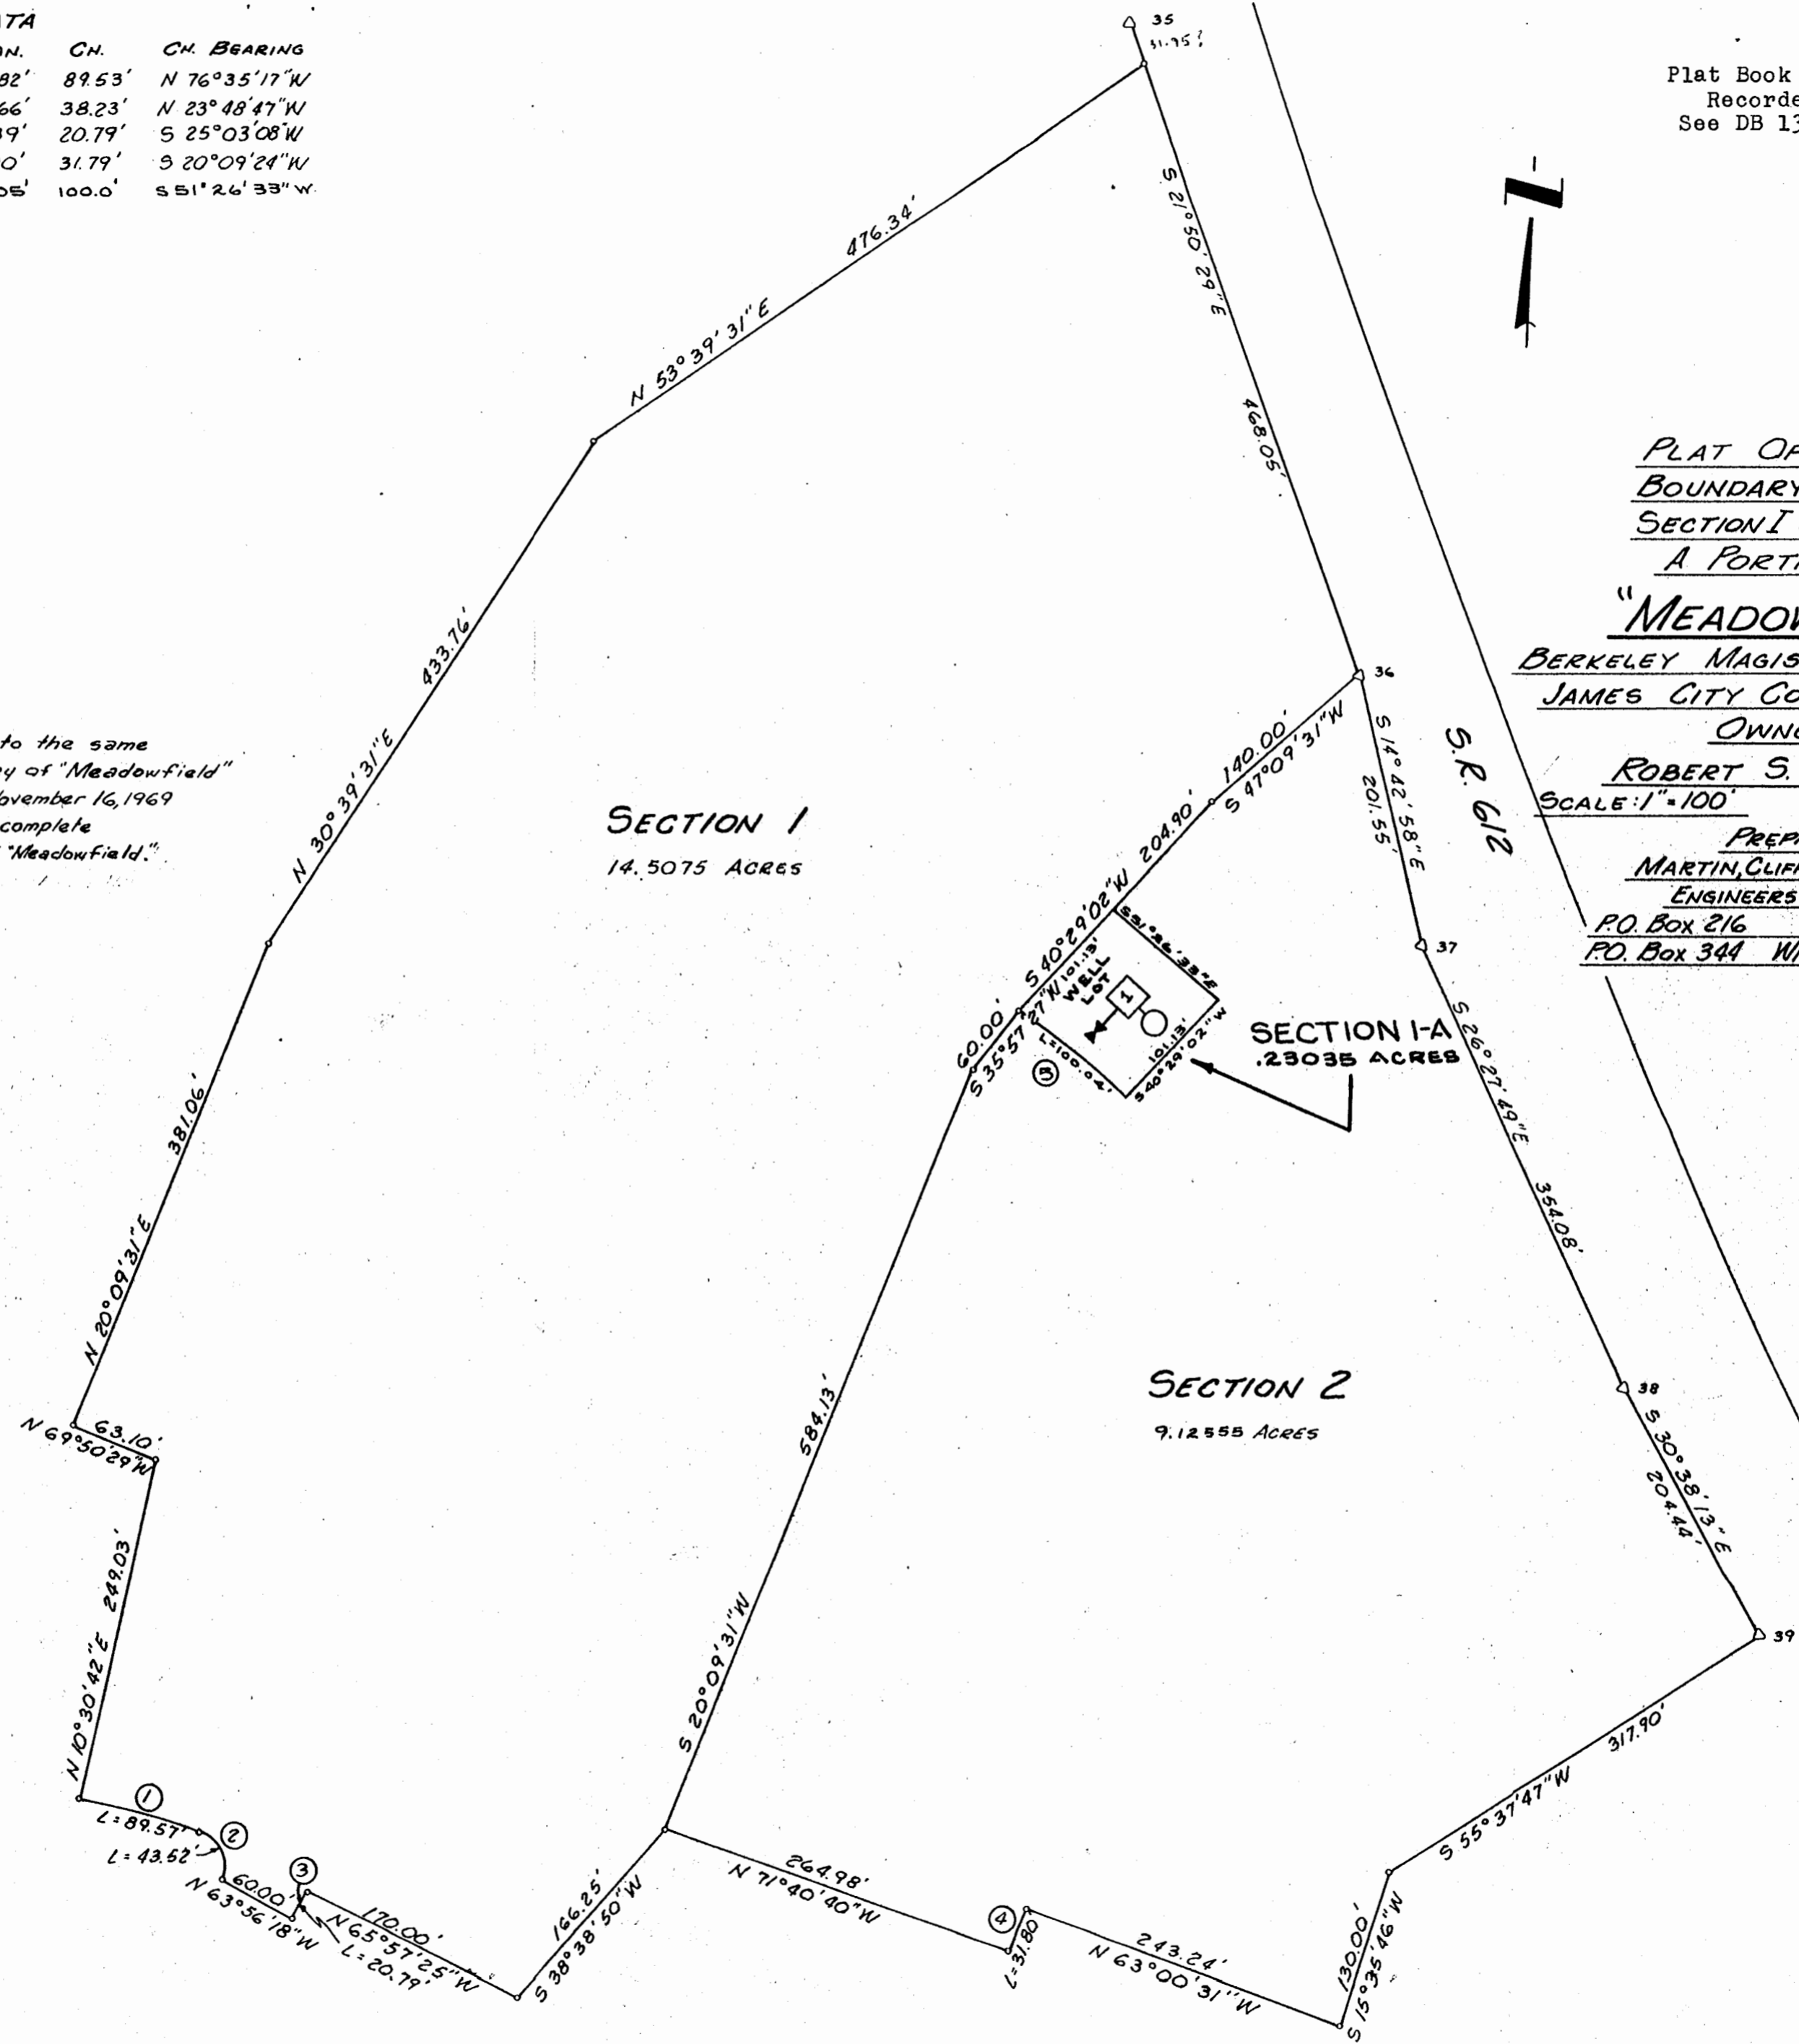 TA
N. CH. CH. BEARING
82' 89.53' N 76°35'17"W
66' 38.23' N 23°48'47"W
39' 20.79' S 25°03'08"W
0' 31.79' S 20°09'24"W
05' 100.0' S 51°26'33"W.
35
31.95'
Plat Book
Recorde
See DB 13
N
S 21°50'29"E
468.05'
476.34'
N 53°39'31"E
PLAT OF
BOUNDARY
SECTION I
A PORT
"MEADOW
BERKELEY MAGIS
JAMES CITY CO
OWN
ROBERT S.
SCALE: 1"=100'
PREP
MARTIN, CLIF
ENGINEERS
P.O. BOX 216
P.O. BOX 344 W
433.76'
N 30°39'31"E
to the same
y of "Meadowfield"
November 16, 1969
complete
"Meadowfield."
SECTION 1
14.5075 ACRES
36
140.00'
S 47°09'31"W
S 14°42'58"E
201.55'
S.R. 612
204.90'
S 40°29'02"W
37
101.13'
WELL
LOT
1
S 51°26'33"E
60.00'
S 35°57'27"W
L=100.04'
5
101.13'
S 40°29'02"W
SECTION 1-A
.23035 ACRES
S 26°27'49"E
354.08'
381.06'
N 20°09'31"E
584.13'
S 20°09'31"W
SECTION 2
9.12555 ACRES
38
S 30°38'13"E
204.44'
39
63.10'
N 69°50'29"W
249.03'
N 10°30'42"E
317.90'
S 55°37'47"W
1
L=89.57'
2
L=43.52'
3
60.00'
N 63°56'18"W
170.00'
N 65°57'25"W
L=20.79'
166.25'
S 38°38'50"W
264.98'
N 71°40'40"W
4
L=31.80'
243.24'
N 63°00'31"W
130.00'
S 15°35'46"W